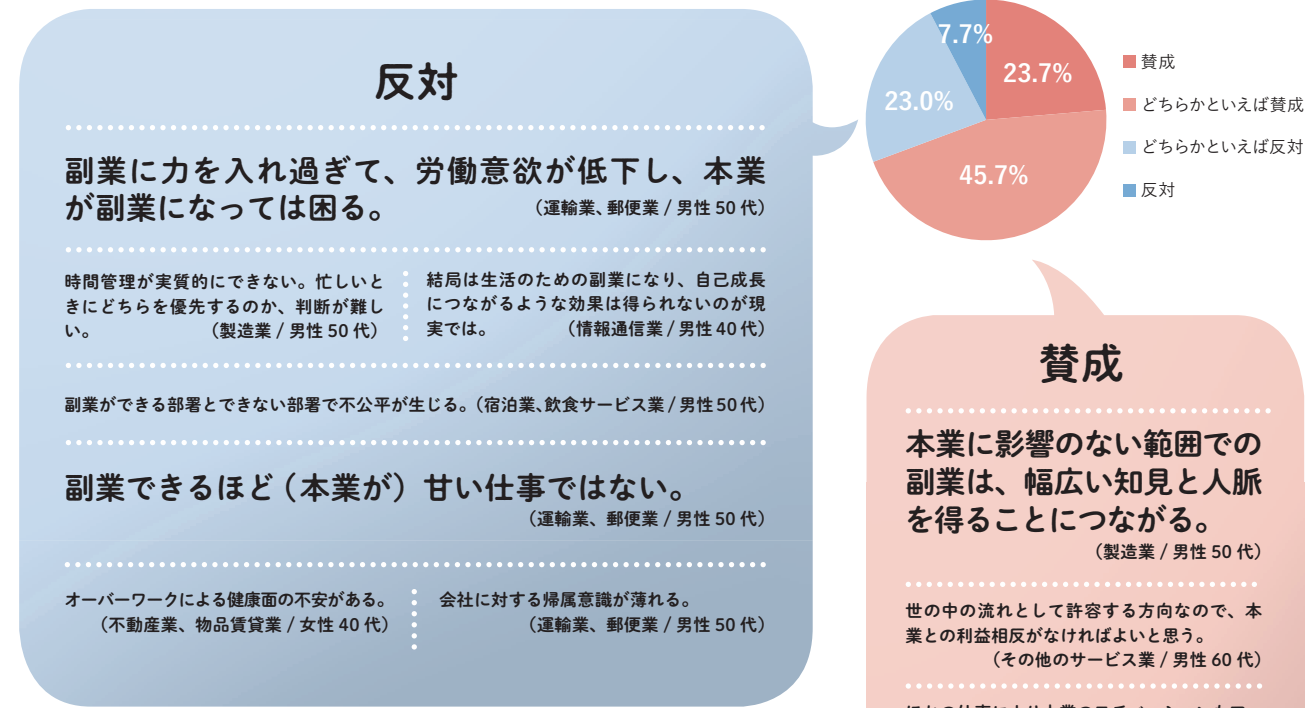 反対
副業に力を入れ過ぎて、労働意欲が低下し、本業
が副業になっては困る。
（運輸業、郵便業 / 男性 50 代）
時間管理が実質的にできない。忙しいと
きにどちらを優先するのか、判断が難し
い。 （製造業 / 男性 50 代）
結局は生活のための副業になり、自己成長
につながるような効果は得られないのが現
実では。 （情報通信業 / 男性 40 代）
副業ができる部署とできない部署で不公平が生じる。（宿泊業、飲食サービス業 / 男性 50 代）
副業できるほど（本業が）甘い仕事ではない。
（運輸業、郵便業 / 男性 50 代）
オーバーワークによる健康面の不安がある。
（不動産業、物品賃貸業 / 女性 40 代）
会社に対する帰属意識が薄れる。
（運輸業、郵便業 / 男性 50 代）
7.7%
23.7%
23.0%
45.7%
賛成
どちらかといえば賛成
どちらかといえば反対
反対
賛成
本業に影響のない範囲での
副業は、幅広い知見と人脈
を得ることにつながる。
（製造業 / 男性 50 代）
世の中の流れとして許容する方向なので、本
業との利益相反がなければよいと思う。
（その他のサービス業 / 男性 60 代）